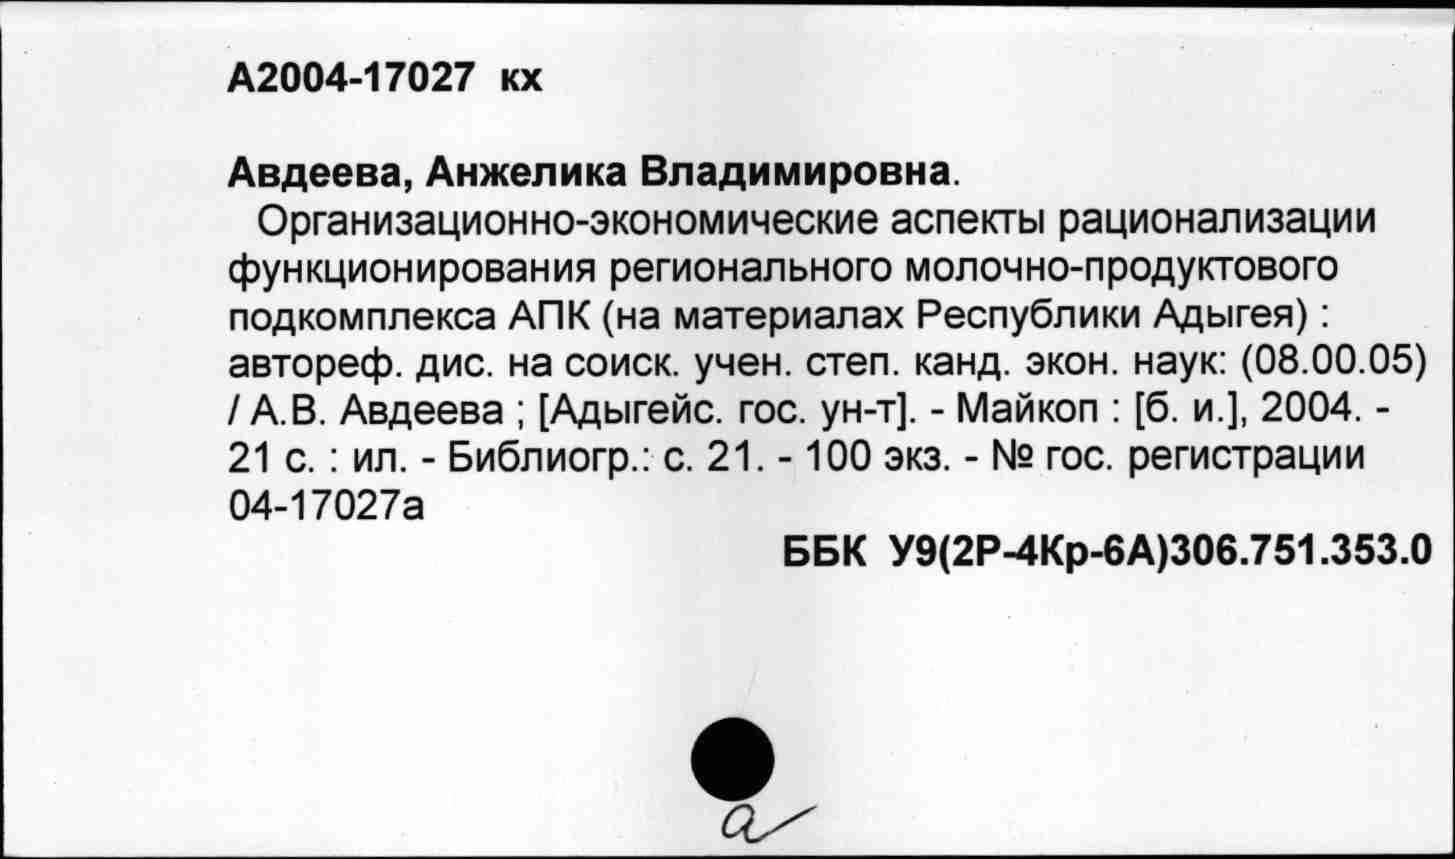 А2004-17027 кх
Авдеева, Анжелика Владимировна.
Организационно-экономические аспекты рационализации
функционирования регионального молочно-продуктового
подкомплекса АПК (на материалах Республики Адыгея) :
автореф. дис. на соиск. учен. степ. канд. экон. наук: (08.00.05)
/ А.В. Авдеева ; [Адыгейс. гос. ун-т]. - Майкоп : [б. и.], 2004. -
21 с. : ил. - Библиогр.: с. 21. - 100 экз. - № гос. регистрации
04-17027а
ББК У9(2Р-4Кр-6А)306.751.353.0
а